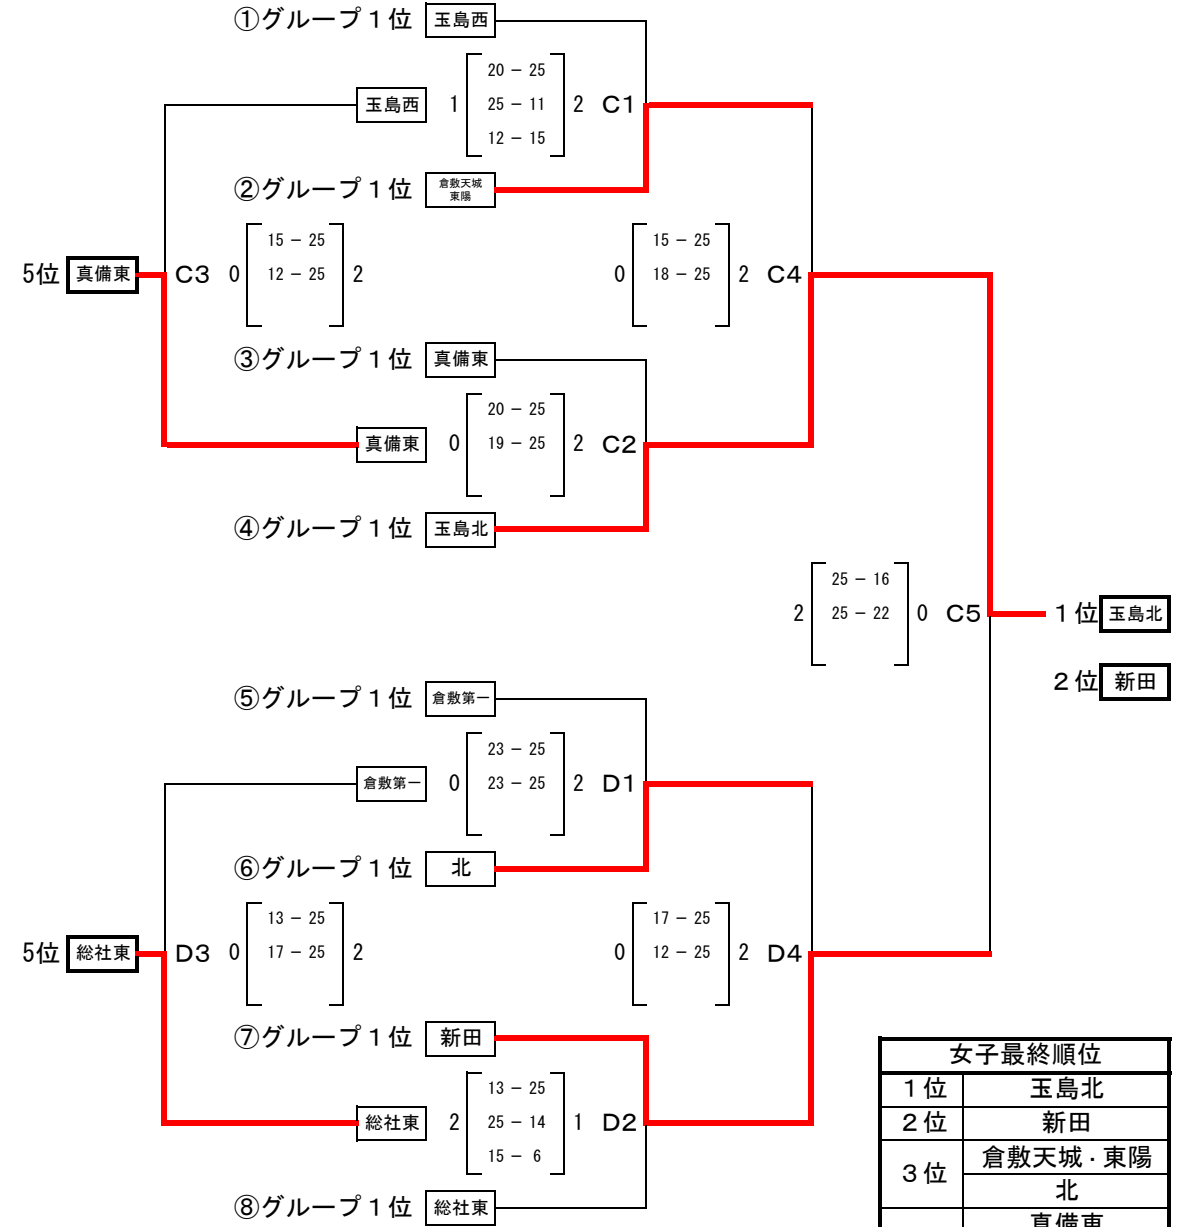 ①グループ１位 玉島西
20 － 25
玉島西 1 25 － 11 2 C1
12 － 15
②グループ１位 倉敷天城
東陽
15 － 25 15 － 25
5位 真備東 C3 0 12 － 25 2 0 18 － 25 2 C4
③グループ１位 真備東
20 － 25
真備東 0 19 － 25 2 C2
④グループ１位 玉島北
25 － 16
2 25 － 22 0 C5 １位 玉島北
２位 新田
⑤グループ１位 倉敷第一
23 － 25
倉敷第一 0 23 － 25 2 D1
⑥グループ１位 北
13 － 25 17 － 25
5位 総社東 D3 0 17 － 25 2 0 12 － 25 2 D4
⑦グループ１位 新田
13 － 25
総社東 2 25 － 14 1 D2
15 － 6
⑧グループ１位 総社東
女子最終順位
１位 玉島北
２位 新田
３位 倉敷天城・東陽
北
真備東